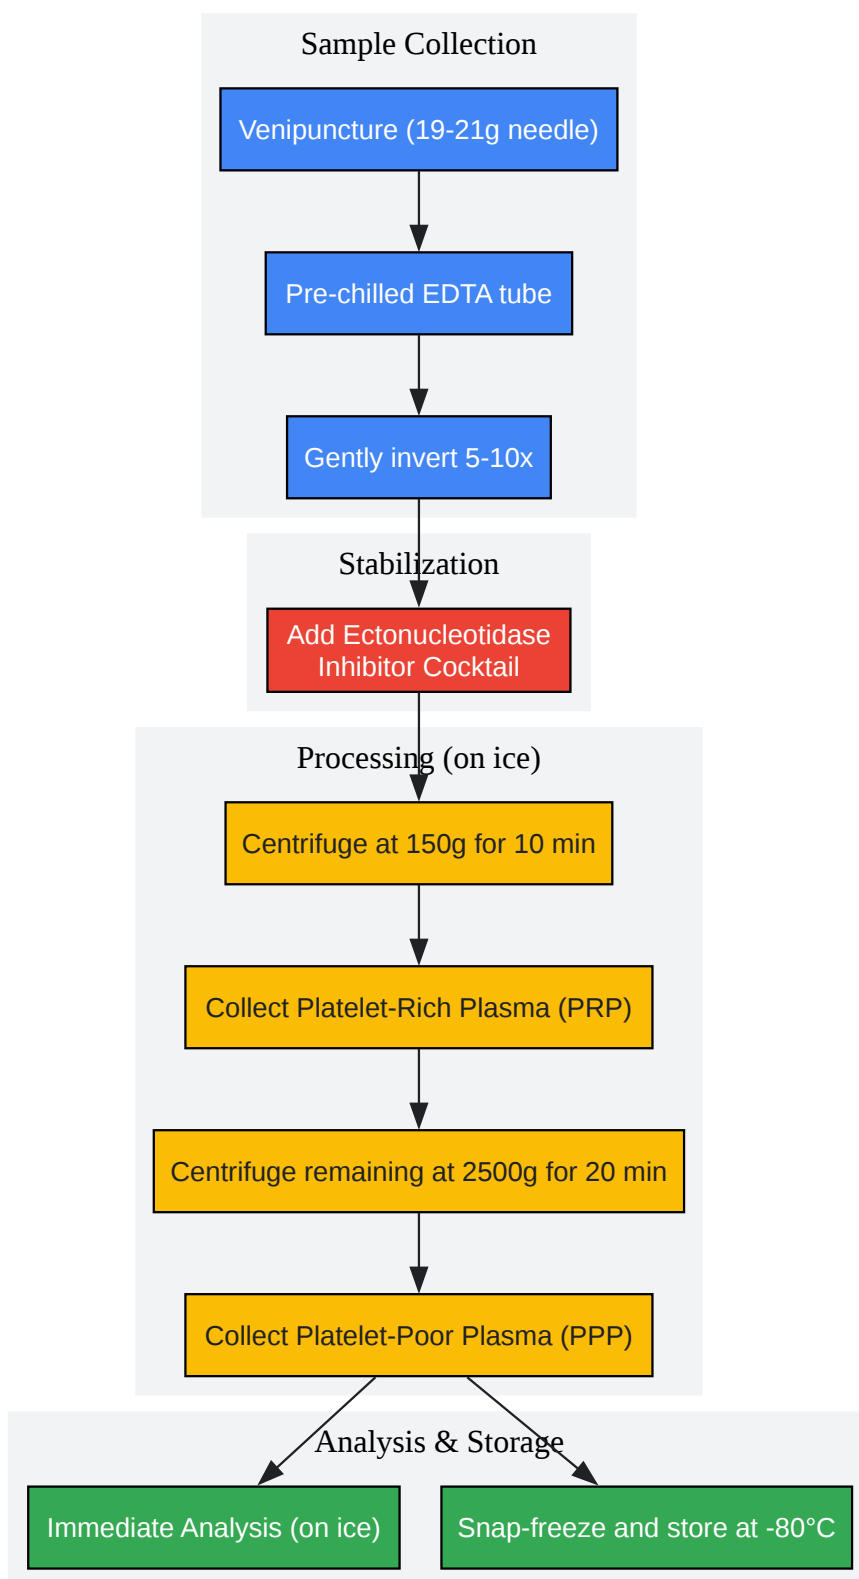 Sample Collection
Venipuncture (19-21g needle)
Pre-chilled EDTA tube
Gently invert 5-10x
Stabilization
Add Ectonucleotidase
Inhibitor Cocktail
Processing (on ice)
Centrifuge at 150g for 10 min
Collect Platelet-Rich Plasma (PRP)
Centrifuge remaining at 2500g for 20 min
Collect Platelet-Poor Plasma (PPP)
Analysis & Storage
Immediate Analysis (on ice)
Snap-freeze and store at -80°C